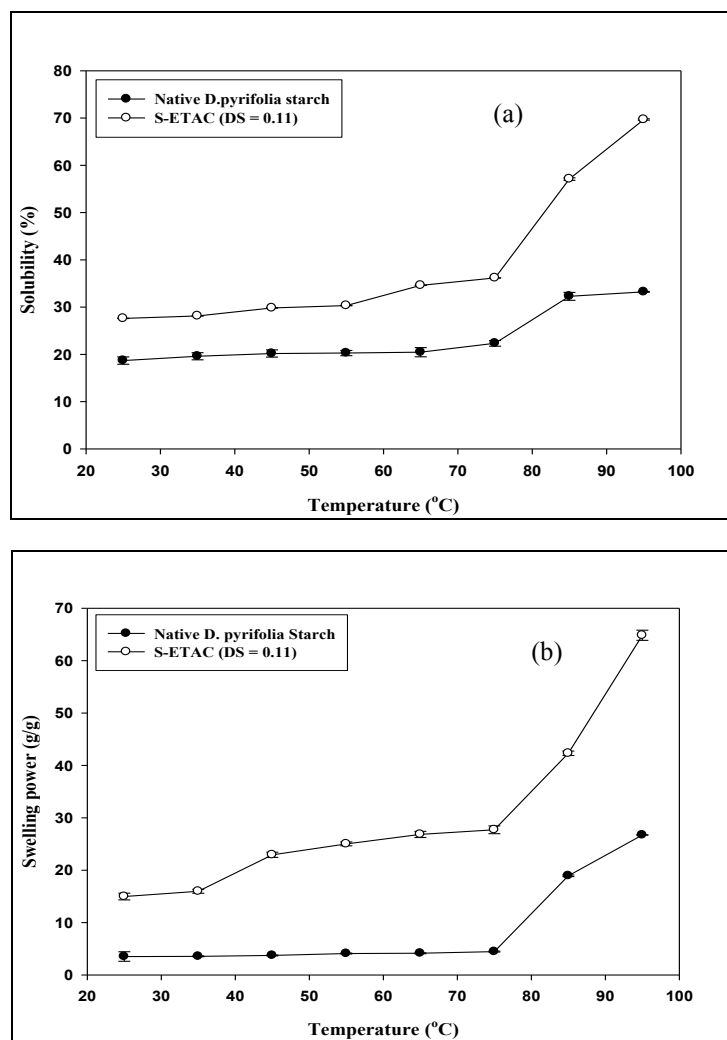 80
70
60
50
40
30
20
10
0
Solubility (%)
Native D.pyrifolia starch
S-ETAC (DS = 0.11)
(a)
20 30 40 50 60 70 80 90 100
Temperature (°C)
70
60
50
40
30
20
10
0
Swelling power (g/g)
Native D. pyrifolia Starch
S-ETAC (DS = 0.11)
(b)
20 30 40 50 60 70 80 90 100
Temperature (°C)